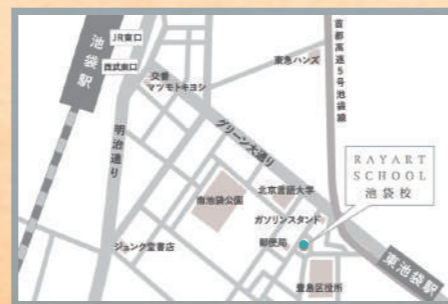 池袋駅
JR東口
西武東口
交番
マツモトキヨシ
東急ハンズ
首都高速5号池袋線
明治通り
グリーン大通り
南池袋公園
北京言語大学
ガソリンスタンド
郵便局
ジュンク堂書店
豊島区役所
東池袋駅
RAYART
SCHOOL
池袋校